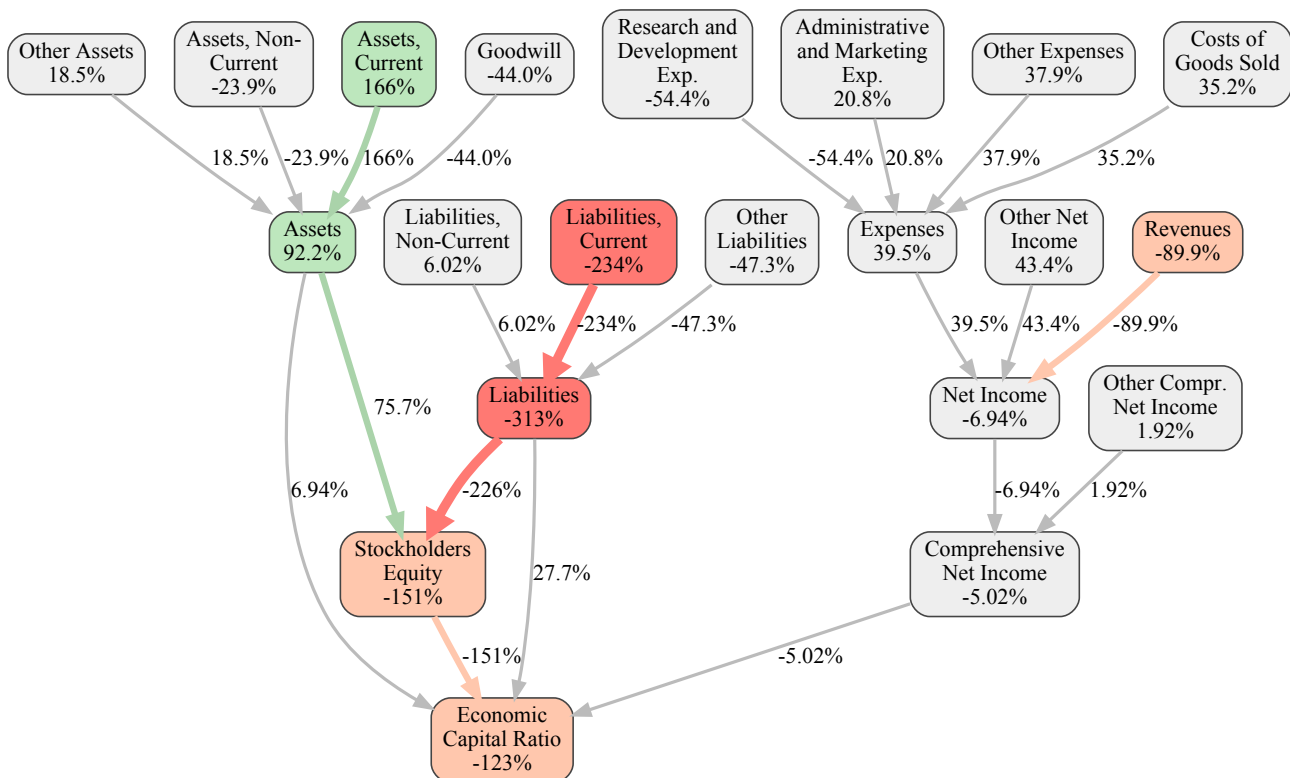 Other Assets
18.5%
Assets, Non-
Current
-23.9%
Assets,
Current
166%
Goodwill
-44.0%
Research and
Development
Exp.
-54.4%
Administrative
and Marketing
Exp.
20.8%
Other Expenses
37.9%
Costs of
Goods Sold
35.2%
18.5%
-23.9%
166%
-44.0%
-54.4%
20.8%
37.9%
35.2%
Assets
92.2%
Liabilities,
Non-Current
6.02%
Liabilities,
Current
-234%
Other
Liabilities
-47.3%
Expenses
39.5%
Other Net
Income
43.4%
Revenues
-89.9%
6.02%
-234%
-47.3%
39.5%
43.4%
-89.9%
75.7%
Liabilities
-313%
Net Income
-6.94%
Other Compr.
Net Income
1.92%
6.94%
-226%
-6.94%
1.92%
Stockholders
Equity
-151%
27.7%
Comprehensive
Net Income
-5.02%
-151%
-5.02%
Economic
Capital Ratio
-123%